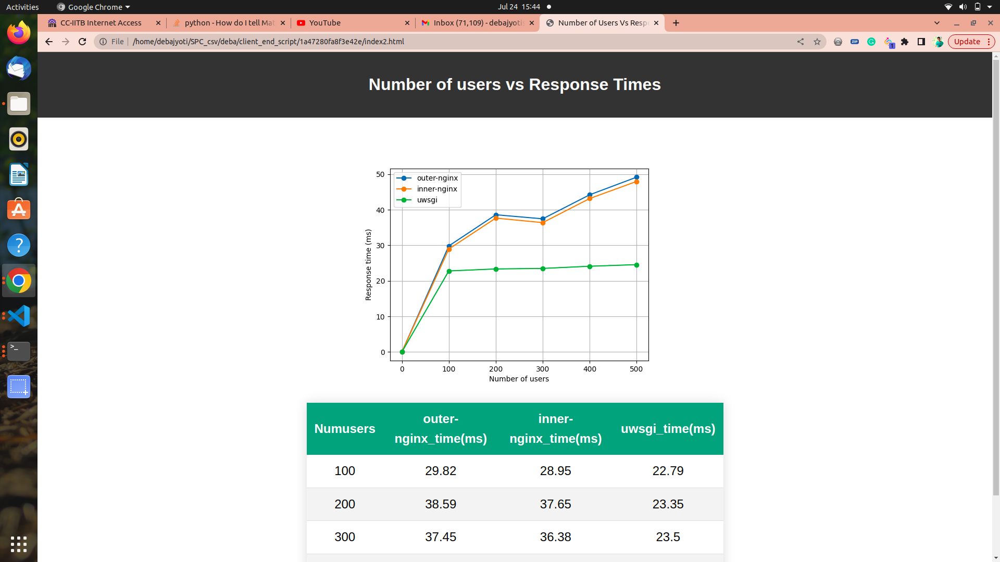 Activities
Google Chrome
Jul 24 15:44
CC-IITB Internet Access
python - How do I tell Mat
YouTube
Inbox (71,109) - debajyotis
Number of Users Vs Resp
File
/home/debajyoti/SPC_csv/deba/client_end_script/1a47280fa8f3e42e/index2.html
ZIP
1
Update
Number of users vs Response Times
outer-nginx
inner-nginx
uwsgi
50
40
30
20
10
0
Response time (ms)
0 100 200 300 400 500
Number of users
Numusers outer-nginx_time(ms) inner-nginx_time(ms) uwsgi_time(ms)
100 29.82 28.95 22.79
200 38.59 37.65 23.35
300 37.45 36.38 23.5